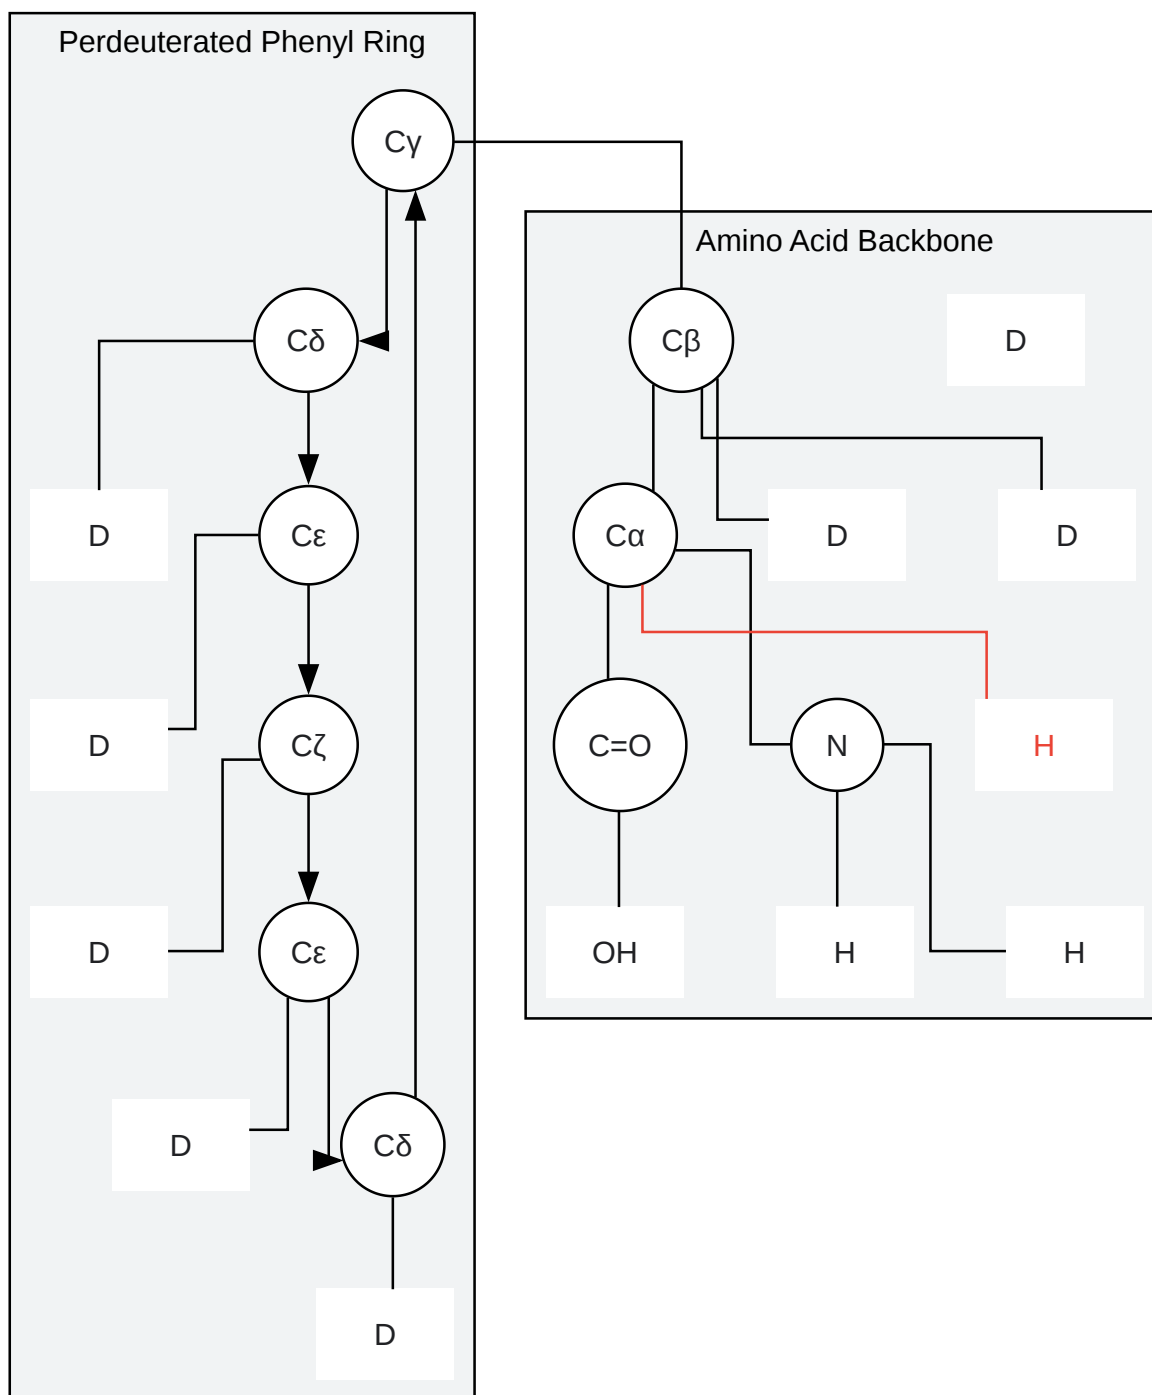 Perdeuterated Phenyl Ring
Cγ
Cδ
D
Cε
D
Cζ
D
Cε
D
Cδ
D
Amino Acid Backbone
Cβ
D
Cα
D
D
C=O
N
H
OH
H
H